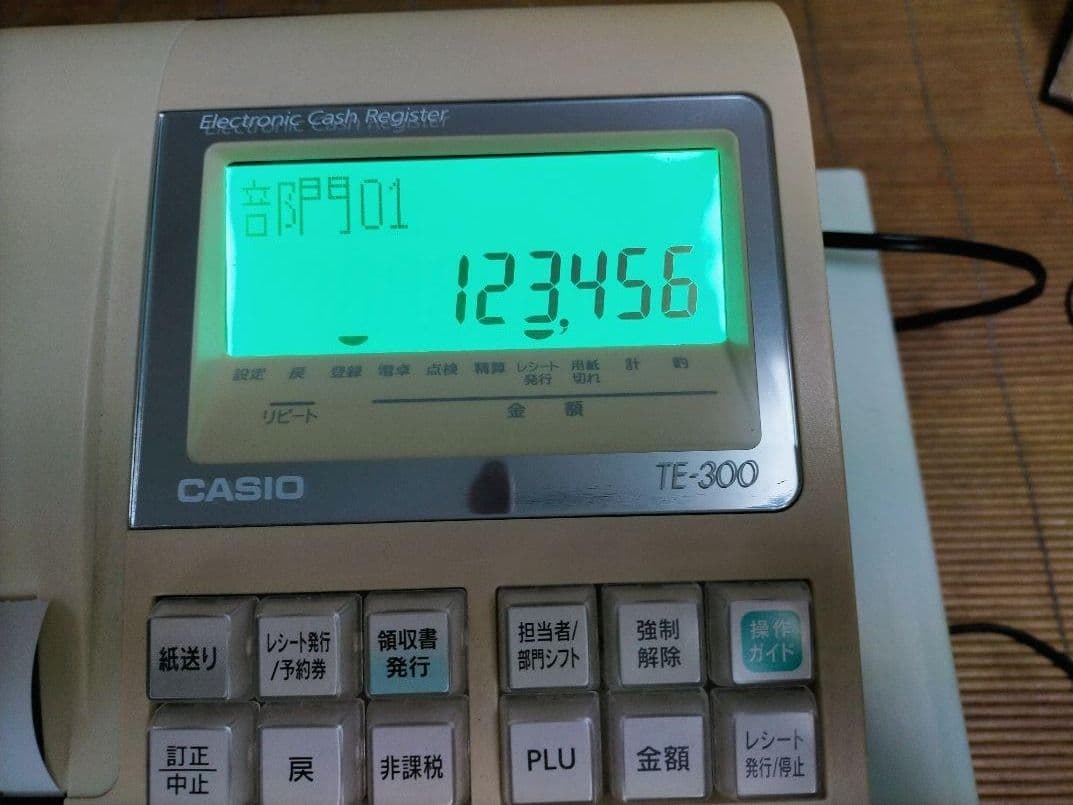 Electronic Cash Register
部門01
123,456
設定 戻 登録 電卓 点検 精算 レシート発行 用紙切れ 計 釣
リピート 金額
CASIO TE-300
紙送り レシート発行/予約券 領収書発行 担当者/部門シフト 強制解除 操作ガイド
訂正/中止 戻 非課税 PLU 金額 レシート発行/停止